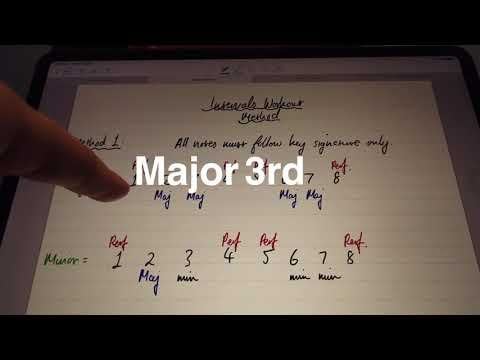 Intervals Workout
Method
ethod 1: All notes must follow key signature only.
Perf.
Major 3rd 7 8
Maj Maj Maj Maj
Perf Perf Perf Perf.
Minor = 1 2 3 4 5 6 7 8
Maj min min min